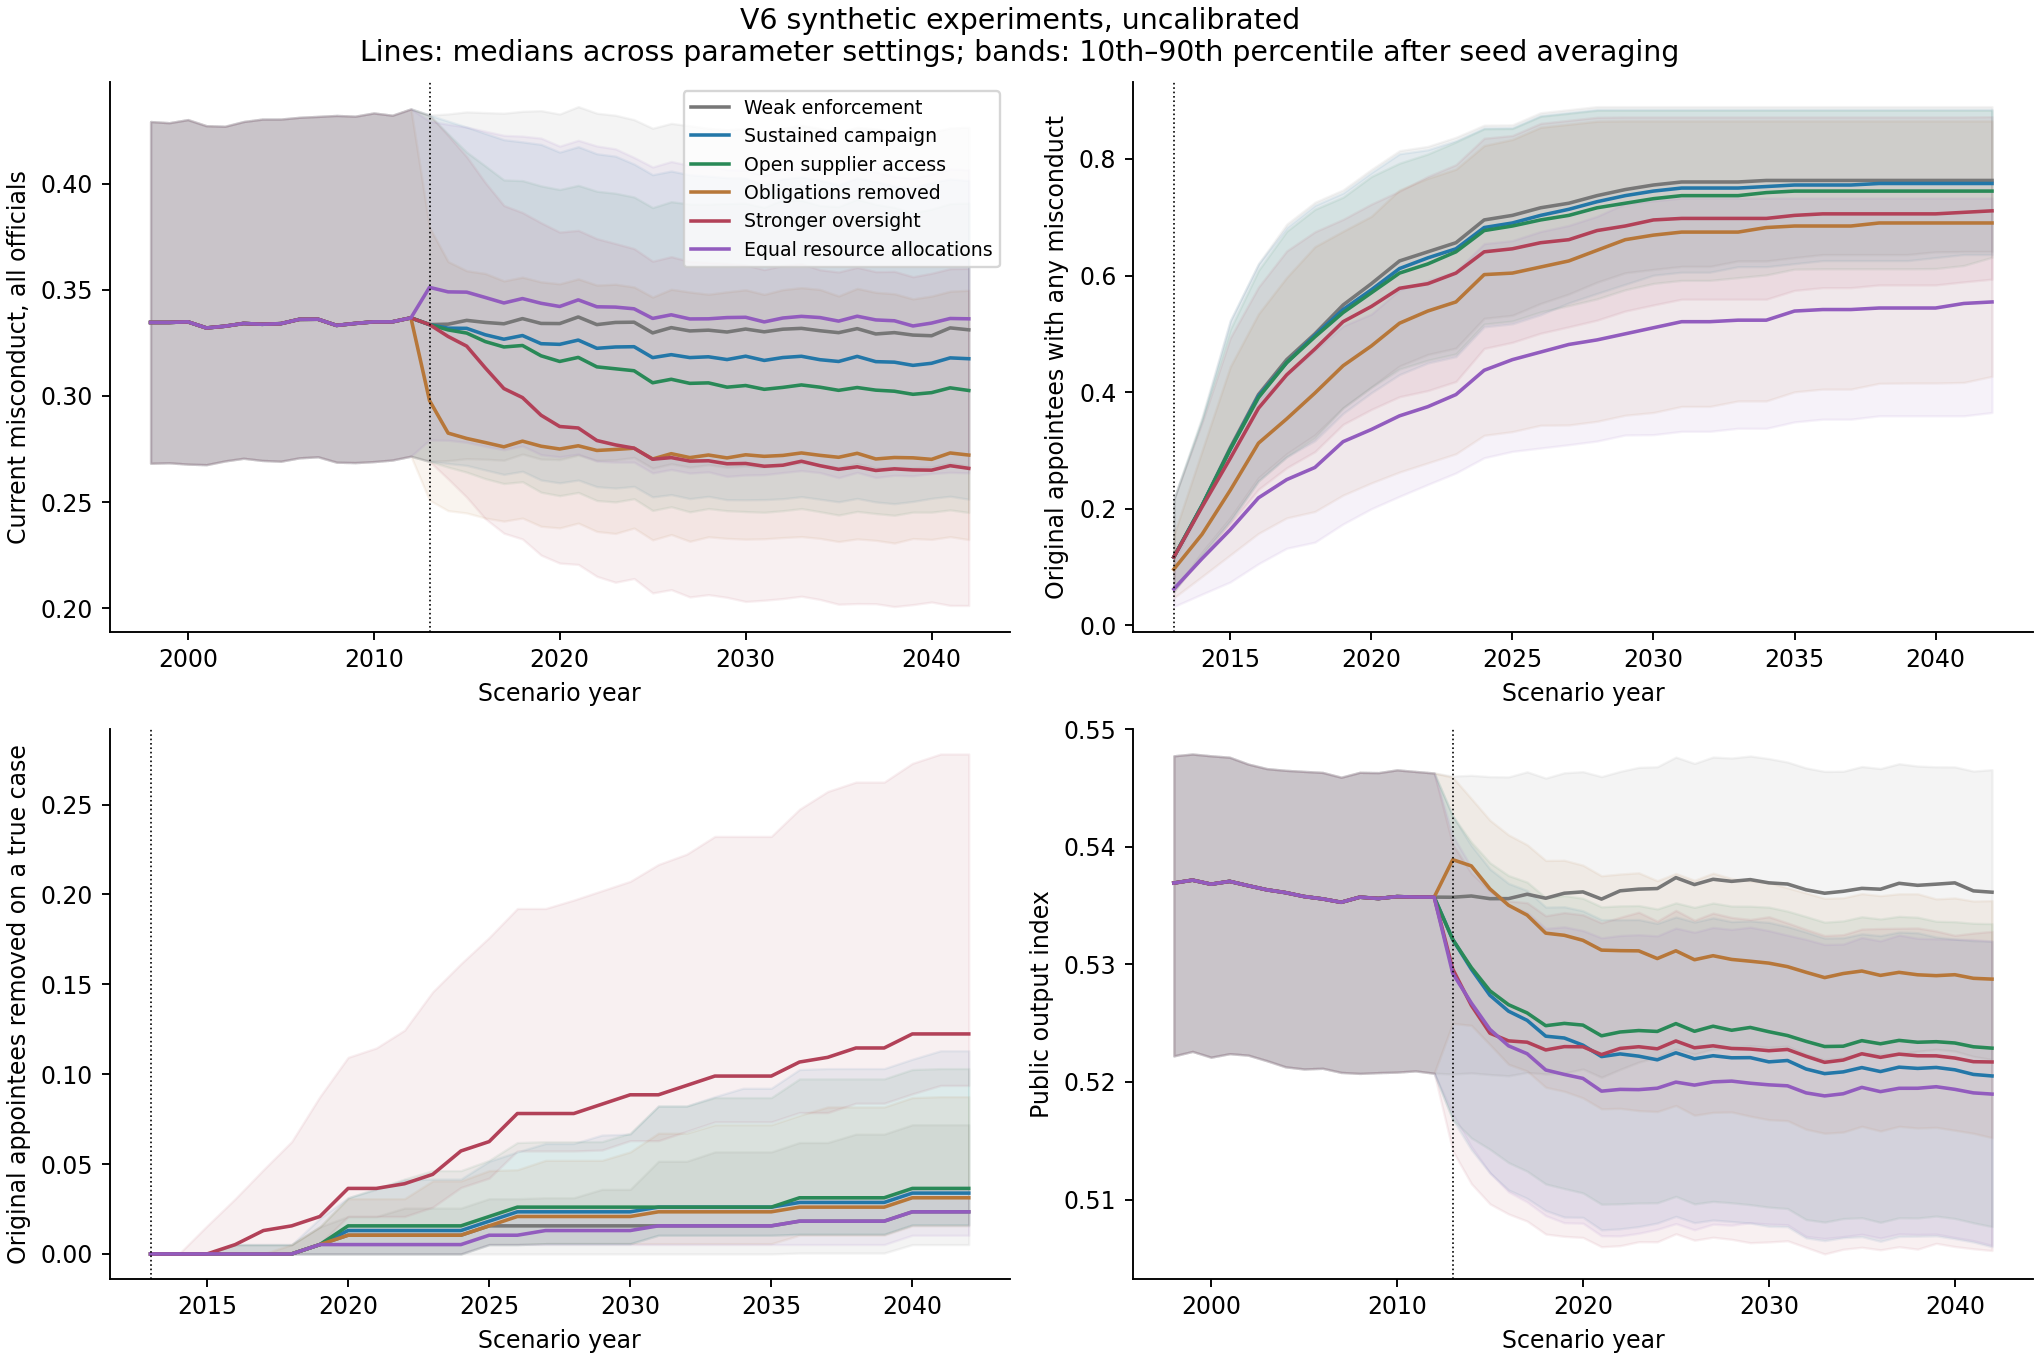 V6 synthetic experiments, uncalibrated
Lines: medians across parameter settings; bands: 10th–90th percentile after seed averaging
Current misconduct, all officials
0.40
0.35
0.30
0.25
0.20
2000
2010
2020
2030
2040
Scenario year
Weak enforcement
Sustained campaign
Open supplier access
Obligations removed
Stronger oversight
Equal resource allocations
Original appointees with any misconduct
0.8
0.6
0.4
0.2
0.0
2015
2020
2025
2030
2035
2040
Scenario year
Original appointees removed on a true case
0.25
0.20
0.15
0.10
0.05
0.00
2015
2020
2025
2030
2035
2040
Scenario year
Public output index
0.55
0.54
0.53
0.52
0.51
2000
2010
2020
2030
2040
Scenario year